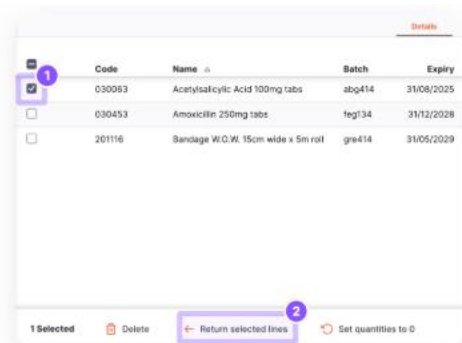 Details
1
Code Name Batch Expiry
030063 Acetylsalicylic Acid 100mg tabs abg414 31/08/2025
030453 Amoxicillin 250mg tabs feg134 31/12/2028
201116 Bandage W.O.W. 15cm wide x 5m roll gre414 31/05/2029
2
1 Selected Delete Return selected lines Set quantities to 0